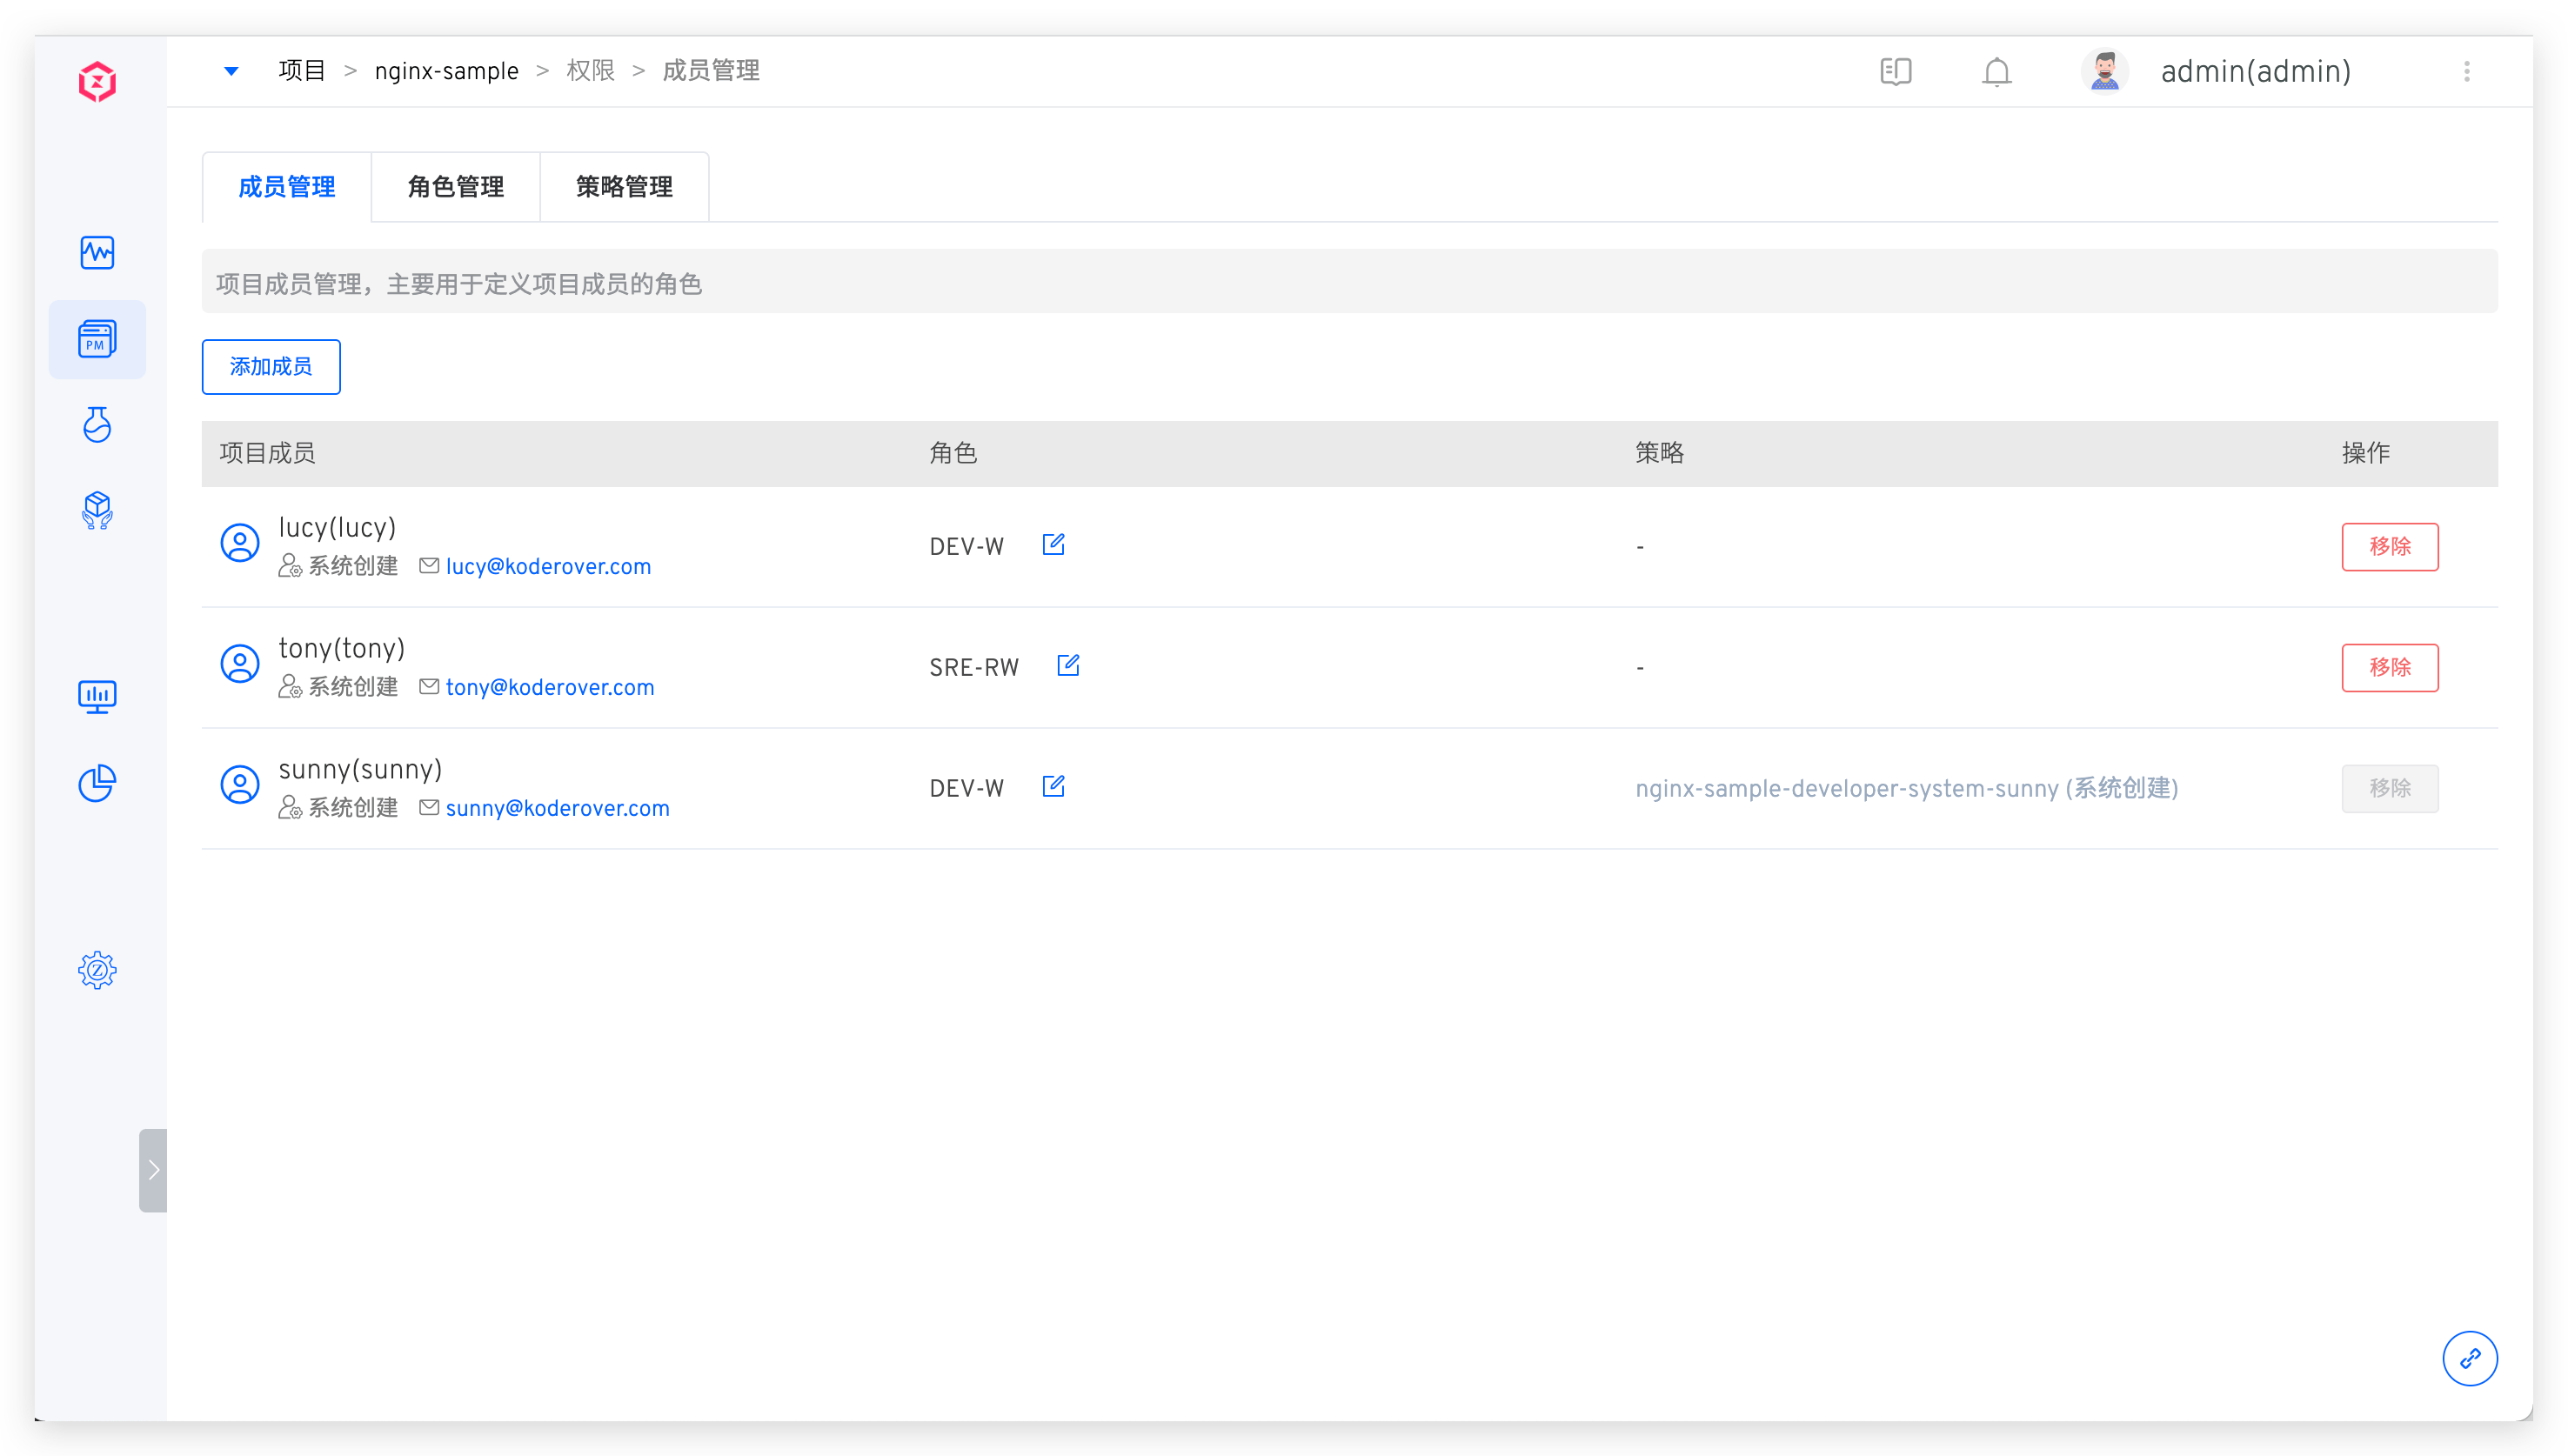 项目 > nginx-sample > 权限 > 成员管理
admin(admin)
成员管理 角色管理 策略管理
项目成员管理，主要用于定义项目成员的角色
PM
添加成员
项目成员 角色 策略 操作
lucy(lucy)
系统创建 lucy@koderover.com
DEV-W - 移除
tony(tony)
系统创建 tony@koderover.com
SRE-RW - 移除
sunny(sunny)
系统创建 sunny@koderover.com
DEV-W nginx-sample-developer-system-sunny (系统创建) 移除
Z